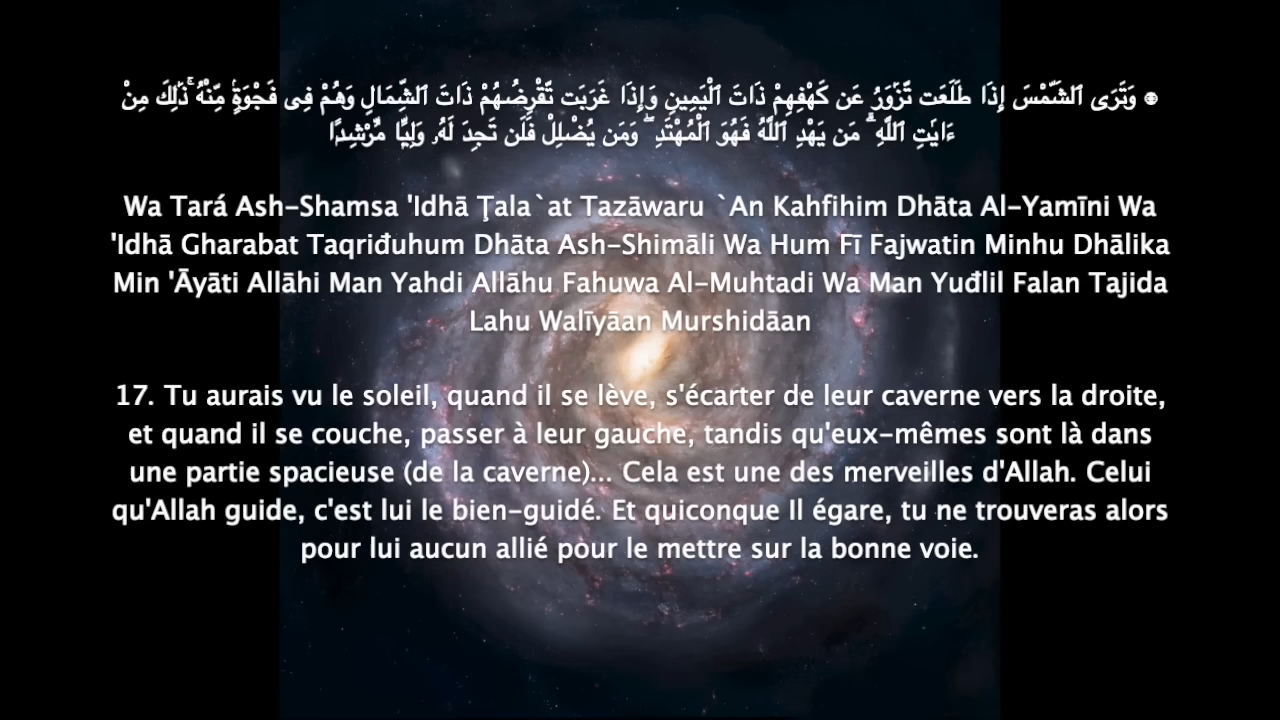 ۞ وَتَرَى ٱلشَّمْسَ إِذَا طَلَعَت تَّزَٰوَرُ عَن كَهْفِهِمْ ذَاتَ ٱلْيَمِينِ وَإِذَا غَرَبَت تَّقْرِضُهُمْ ذَاتَ ٱلشِّمَالِ وَهُمْ فِى فَجْوَةٍۢ مِّنْهُ ۚ ذَٰلِكَ مِنْ
ءَايَٰتِ ٱللَّهِ ۗ مَن يَهْدِ ٱللَّهُ فَهُوَ ٱلْمُهْتَدِ ۖ وَمَن يُضْلِلْ فَلَن تَجِدَ لَهُۥ وَلِيًّۭا مُّرْشِدًۭا
Wa Tará Ash-Shamsa 'Idhā Ţala`at Tazāwaru `An Kahfihim Dhāta Al-Yamīni Wa
'Idhā Gharabat Taqriđuhum Dhāta Ash-Shimāli Wa Hum Fī Fajwatin Minhu Dhālika
Min 'Āyāti Allāhi Man Yahdi Allāhu Fahuwa Al-Muhtadi Wa Man Yuđlil Falan Tajida
Lahu Walīyāan Murshidāan
17. Tu aurais vu le soleil, quand il se lève, s'écarter de leur caverne vers la droite,
et quand il se couche, passer à leur gauche, tandis qu'eux-mêmes sont là dans
une partie spacieuse (de la caverne)... Cela est une des merveilles d'Allah. Celui
qu'Allah guide, c'est lui le bien-guidé. Et quiconque Il égare, tu ne trouveras alors
pour lui aucun allié pour le mettre sur la bonne voie.